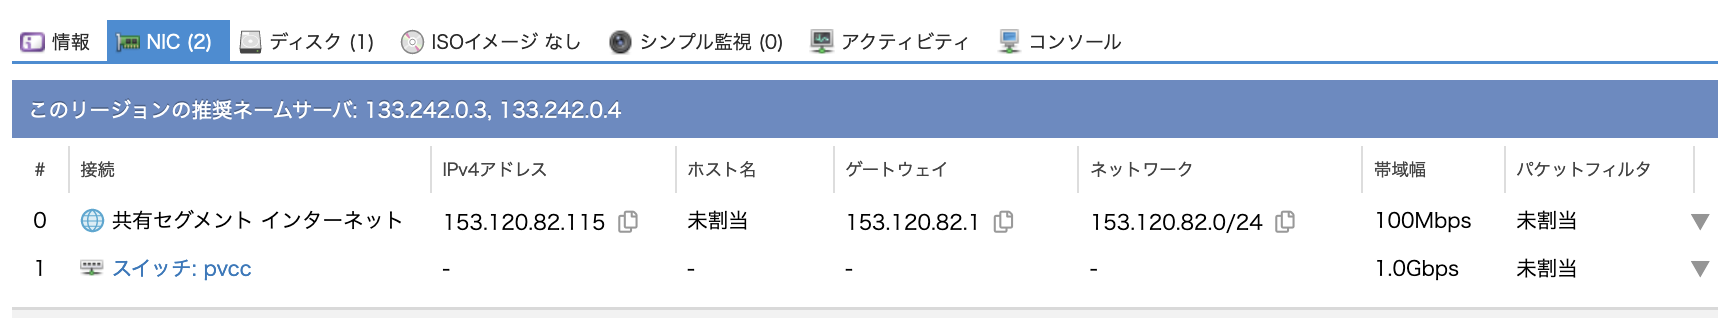 情報 NIC (2) ディスク (1) ISOイメージ なし シンプル監視 (0) アクティビティ コンソール
このリージョンの推奨ネームサーバ: 133.242.0.3, 133.242.0.4
# 接続 IPv4アドレス ホスト名 ゲートウェイ ネットワーク 帯域幅 パケットフィルタ
0 共有セグメント インターネット 153.120.82.115 未割当 153.120.82.1 153.120.82.0/24 100Mbps 未割当
1 スイッチ: pvcc - - - - 1.0Gbps 未割当